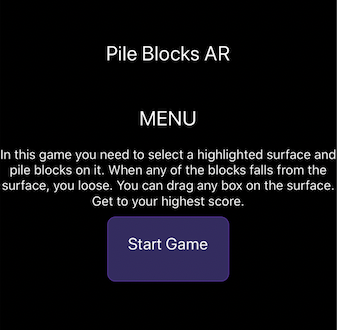 Pile Blocks AR
MENU
In this game you need to select a highlighted surface and
pile blocks on it. When any of the blocks falls from the
surface, you loose. You can drag any box on the surface.
Get to your highest score.
Start Game